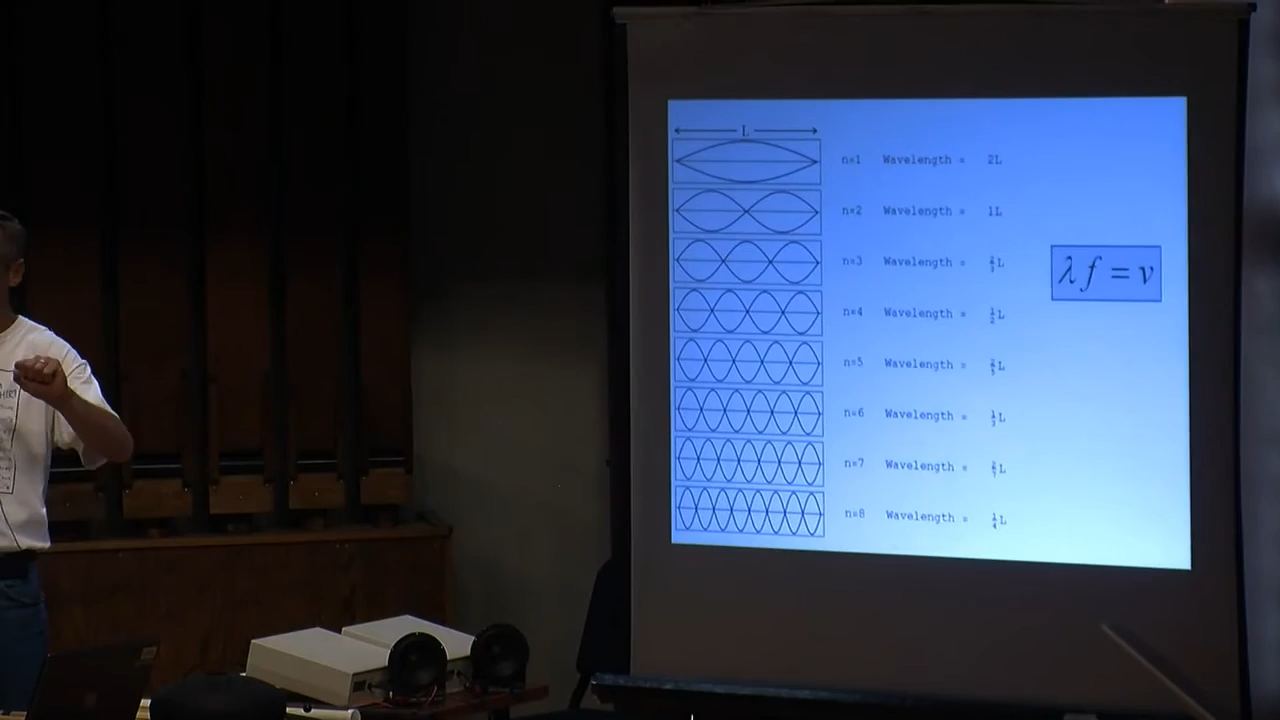 L
n=1 Wavelength = 2L
n=2 Wavelength = 1L
n=3 Wavelength = 2/3L
λf = v
n=4 Wavelength = 1/2L
n=5 Wavelength = 2/5L
n=6 Wavelength = 1/3L
n=7 Wavelength = 2/7L
n=8 Wavelength = 1/4L